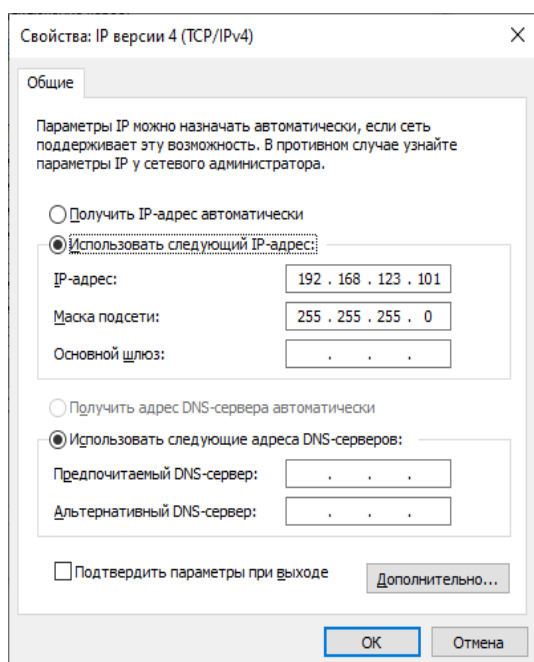 Свойства: IP версии 4 (TCP/IPv4)
Общие
Параметры IP можно назначать автоматически, если сеть
поддерживает эту возможность. В противном случае узнайте
параметры IP у сетевого администратора.
Получить IP-адрес автоматически
Использовать следующий IP-адрес:
IP-адрес: 192 . 168 . 123 . 101
Маска подсети: 255 . 255 . 255 . 0
Основной шлюз: . . .
Получить адрес DNS-сервера автоматически
Использовать следующие адреса DNS-серверов:
Предпочитаемый DNS-сервер: . . .
Альтернативный DNS-сервер: . . .
Подтвердить параметры при выходе
Дополнительно...
ОК Отмена